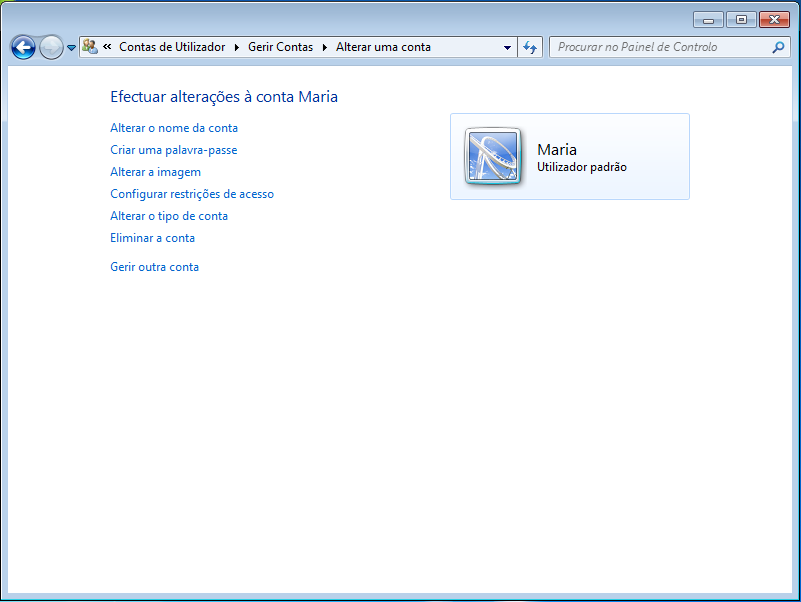 « Contas de Utilizador ▸ Gerir Contas ▸ Alterar uma conta
Procurar no Painel de Controlo
Efectuar alterações à conta Maria
Alterar o nome da conta
Criar uma palavra-passe
Alterar a imagem
Configurar restrições de acesso
Alterar o tipo de conta
Eliminar a conta
Gerir outra conta
Maria
Utilizador padrão